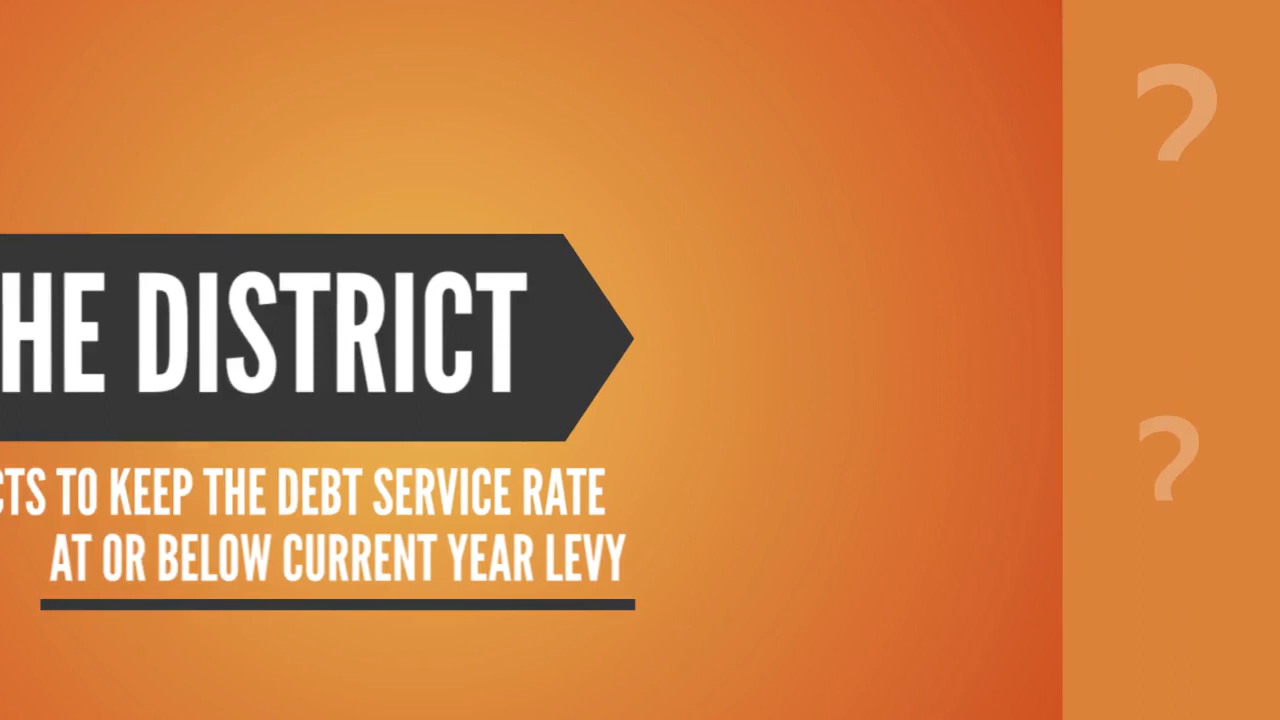 HE DISTRICT
CTS TO KEEP THE DEBT SERVICE RATE
AT OR BELOW CURRENT YEAR LEVY
?
?